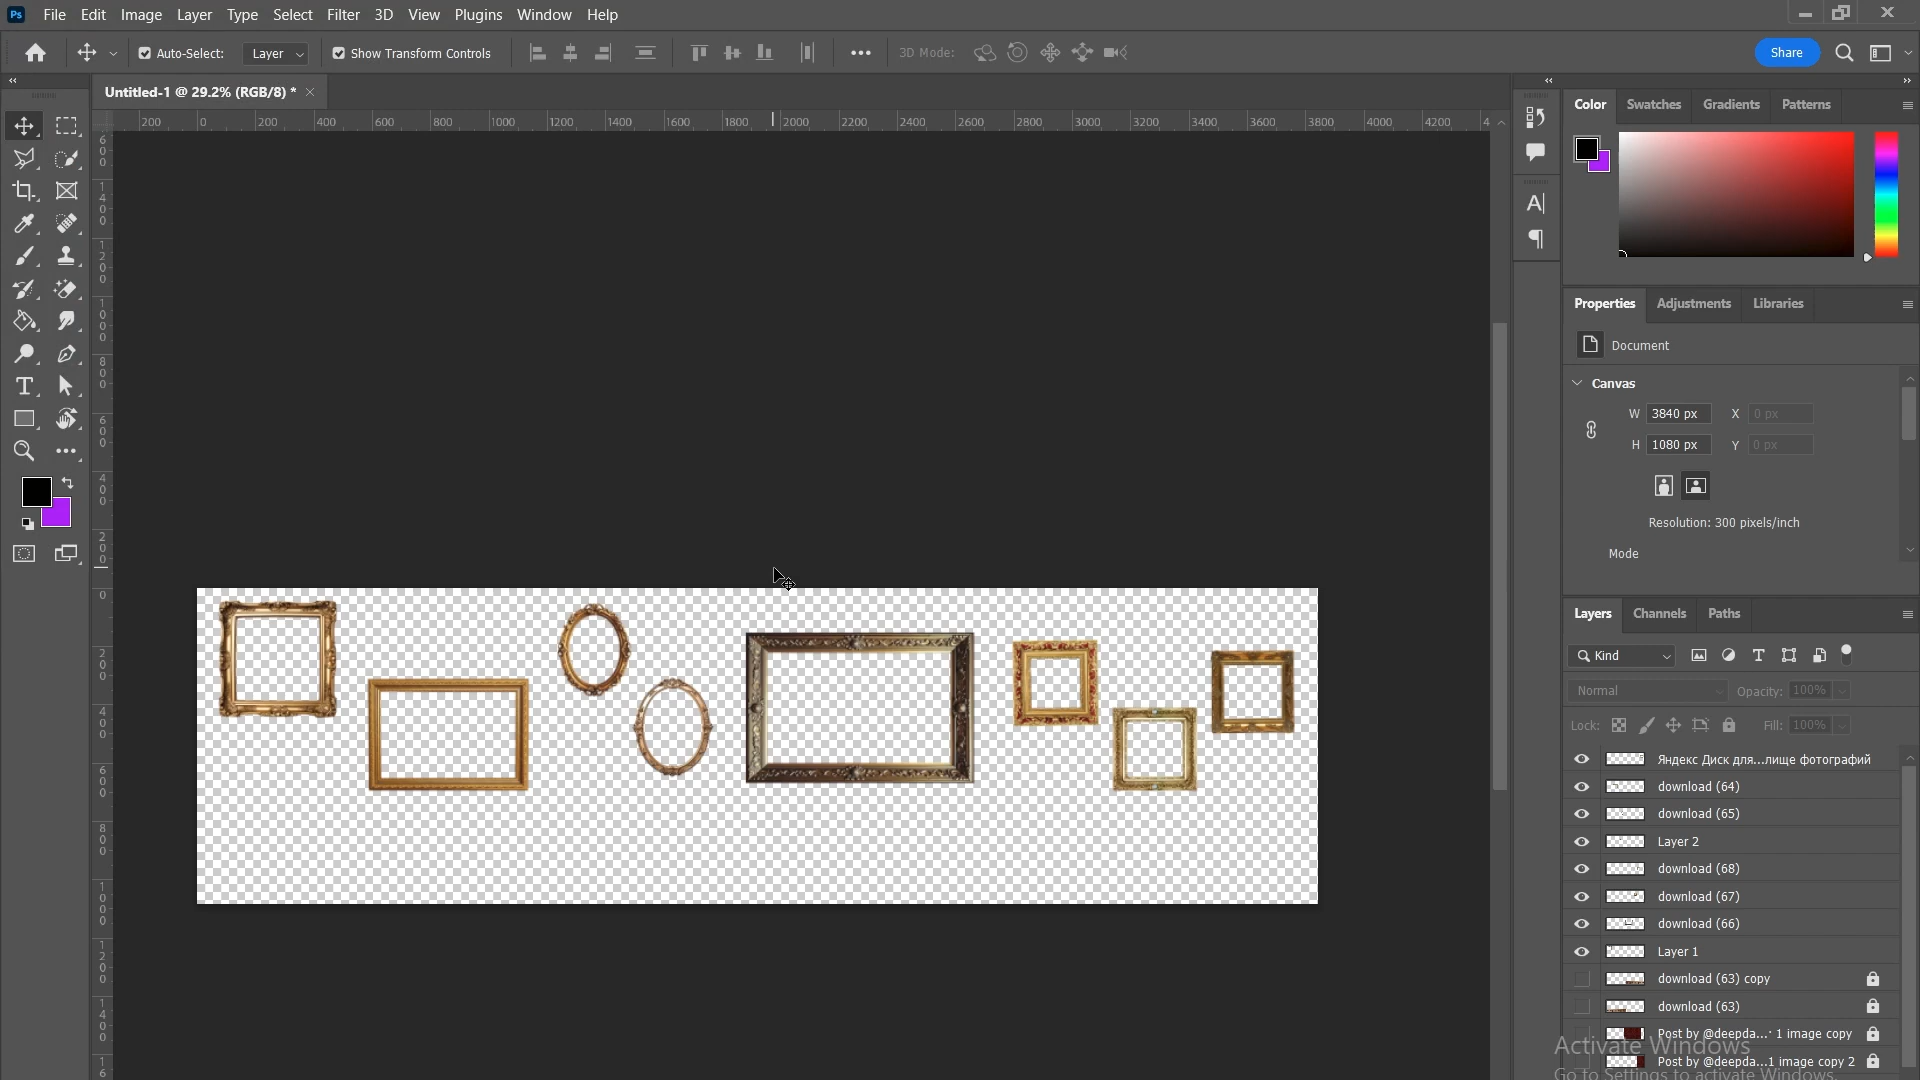 Ps File Edit Image Layer Type Select Filter 3D View Plugins Window Help
Auto-Select: Layer Show Transform Controls 3D Mode: Share
Untitled-1 @ 29.2% (RGB/8) *
200 0 200 400 600 800 1000 1200 1400 1600 1800 2000 2200 2400 2600 2800 3000 3200 3400 3600 3800 4000 4200 4
Color Swatches Gradients Patterns
Properties Adjustments Libraries
Document
Canvas
W 3840 px X 0 px
H 1080 px Y 0 px
Resolution: 300 pixels/inch
Mode
Layers Channels Paths
Kind
Normal Opacity: 100%
Lock: Fill: 100%
Яндекс Диск для...лище фотографий
download (64)
download (65)
Layer 2
download (68)
download (67)
download (66)
Layer 1
download (63) copy
download (63)
Post by @deepda...· 1 image copy
Post by @deepda...1 image copy 2
Activate Windows
Go to Settings to activate Windows.